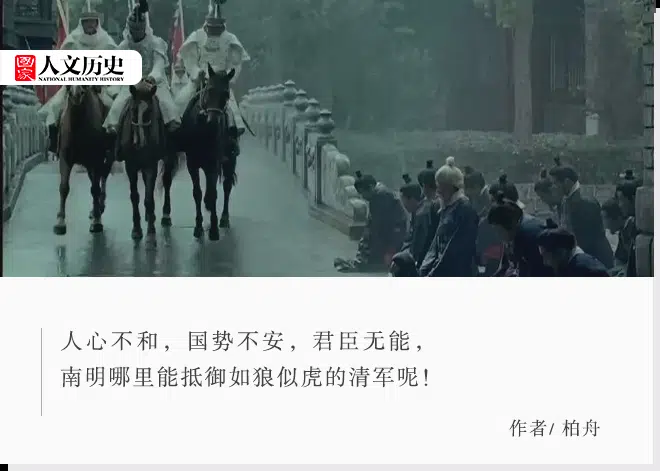 國家人文历史
NATIONAL HUMANITY HISTORY
人心不和，国势不安，君臣无能，
南明哪里能抵御如狼似虎的清军呢！
作者/ 柏舟